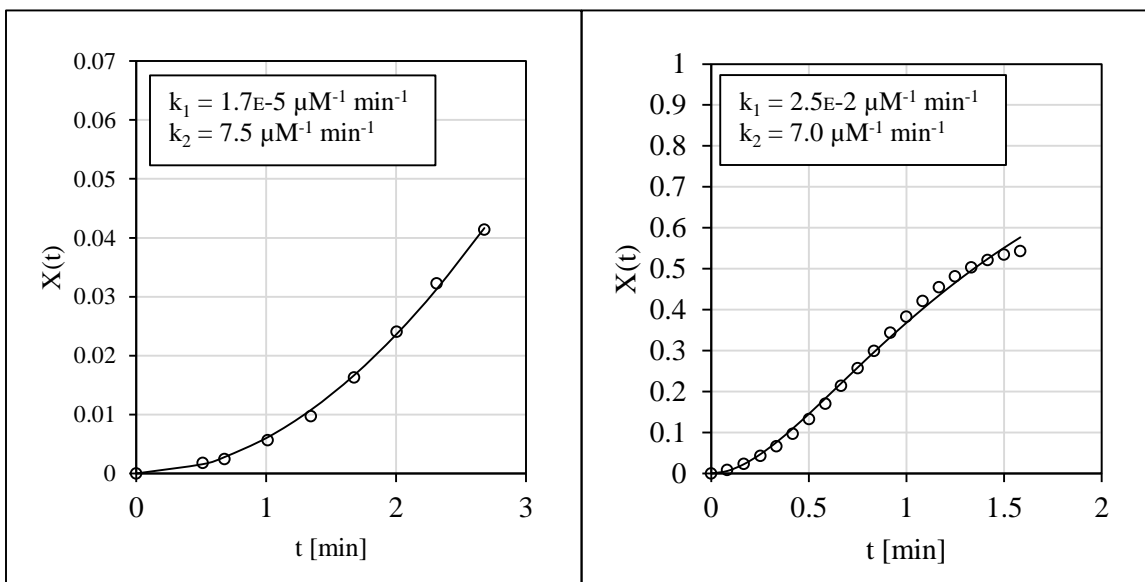 0.07
0.06
0.05
0.04
0.03
0.02
0.01
0
k₁ = 1.7E-5 µM⁻¹ min⁻¹
k₂ = 7.5 µM⁻¹ min⁻¹
X(t)
0 1 2 3
t [min]
1
0.9
0.8
0.7
0.6
0.5
0.4
0.3
0.2
0.1
0
k₁ = 2.5E-2 µM⁻¹ min⁻¹
k₂ = 7.0 µM⁻¹ min⁻¹
X(t)
0 0.5 1 1.5 2
t [min]